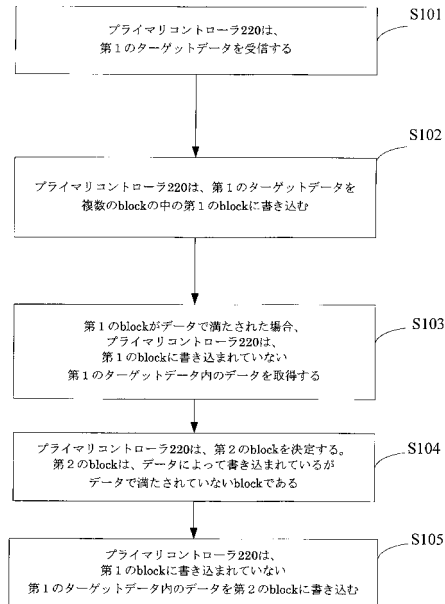 S101
プライマリコントローラ220は、
第1のターゲットデータを受信する
S102
プライマリコントローラ220は、第1のターゲットデータを
複数のblockの中の第1のblockに書き込む
S103
第1のblockがデータで満たされた場合、
プライマリコントローラ220は、
第1のblockに書き込まれていない
第1のターゲットデータ内のデータを取得する
S104
プライマリコントローラ220は、第2のblockを決定する。
第2のblockは、データによって書き込まれているが
データで満たされていないblockである
S105
プライマリコントローラ220は、
第1のblockに書き込まれていない
第1のターゲットデータ内のデータを第2のblockに書き込む